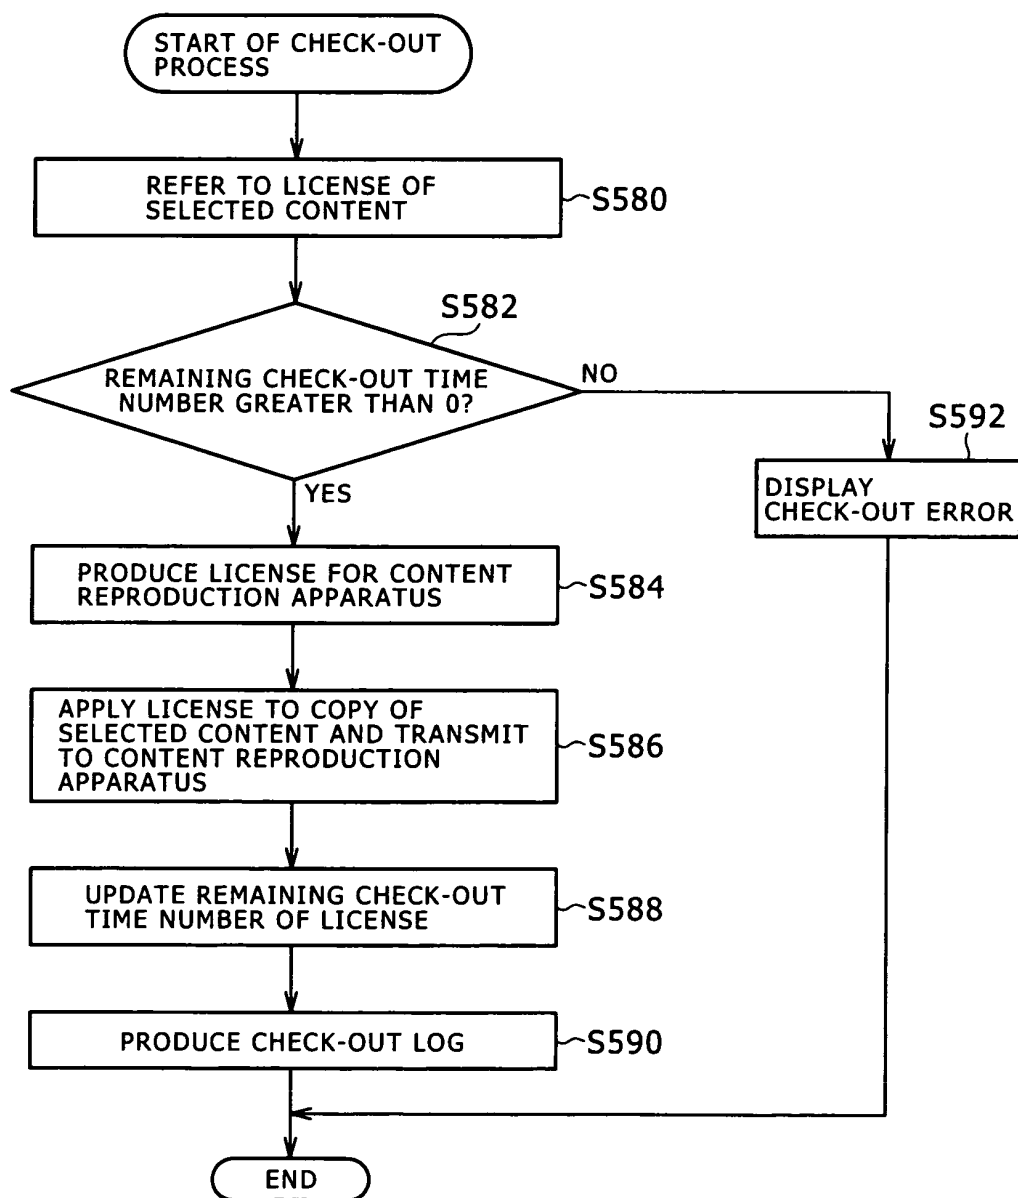 START OF CHECK-OUT
PROCESS
REFER TO LICENSE OF
SELECTED CONTENT
S580
S582
REMAINING CHECK-OUT TIME
NUMBER GREATER THAN 0?
NO
S592
DISPLAY
CHECK-OUT ERROR
YES
PRODUCE LICENSE FOR CONTENT
REPRODUCTION APPARATUS
S584
APPLY LICENSE TO COPY OF
SELECTED CONTENT AND TRANSMIT
TO CONTENT REPRODUCTION
APPARATUS
S586
UPDATE REMAINING CHECK-OUT
TIME NUMBER OF LICENSE
S588
PRODUCE CHECK-OUT LOG
S590
END